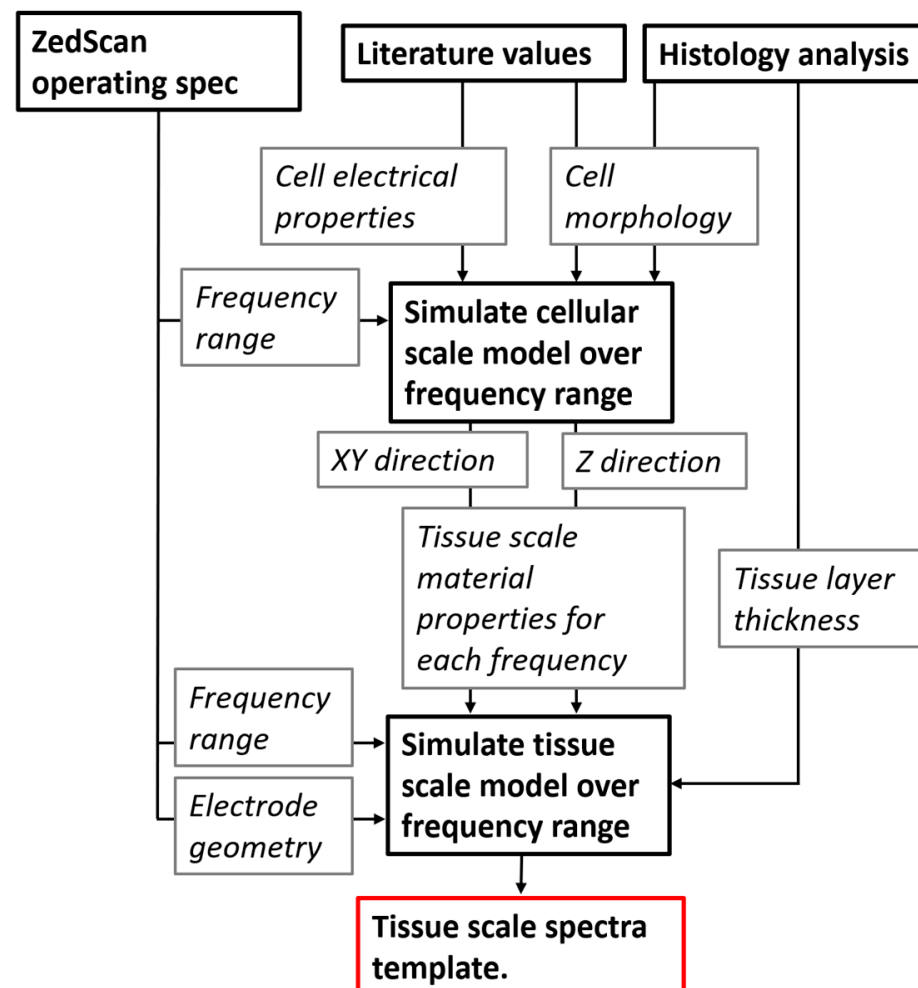 ZedScan
operating spec
Literature values
Histology analysis
Cell electrical
properties
Cell
morphology
Frequency
range
Simulate cellular
scale model over
frequency range
XY direction
Z direction
Tissue scale
material
properties for
each frequency
Tissue layer
thickness
Frequency
range
Electrode
geometry
Simulate tissue
scale model over
frequency range
Tissue scale spectra
template.